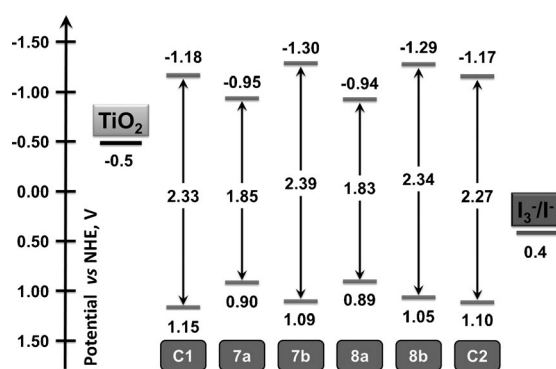 -1.50
-1.00
-0.50
0.00
0.50
1.00
1.50
Potential vs NHE, V
TiO2
-0.5
-1.18 -0.95 -1.30 -0.94 -1.29 -1.17
2.33 1.85 2.39 1.83 2.34 2.27
1.15 0.90 1.09 0.89 1.05 1.10
C1 7a 7b 8a 8b C2
I3-/I-
0.4